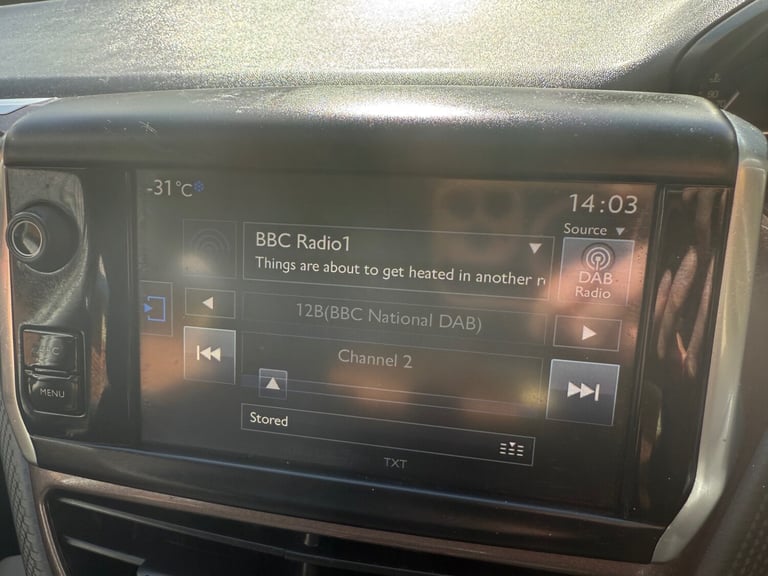 -31°C
14:03
Source
BBC Radio1
Things are about to get heated in another
DAB
Radio
12B(BBC National DAB)
Channel 2
MENU
Stored
TXT
90